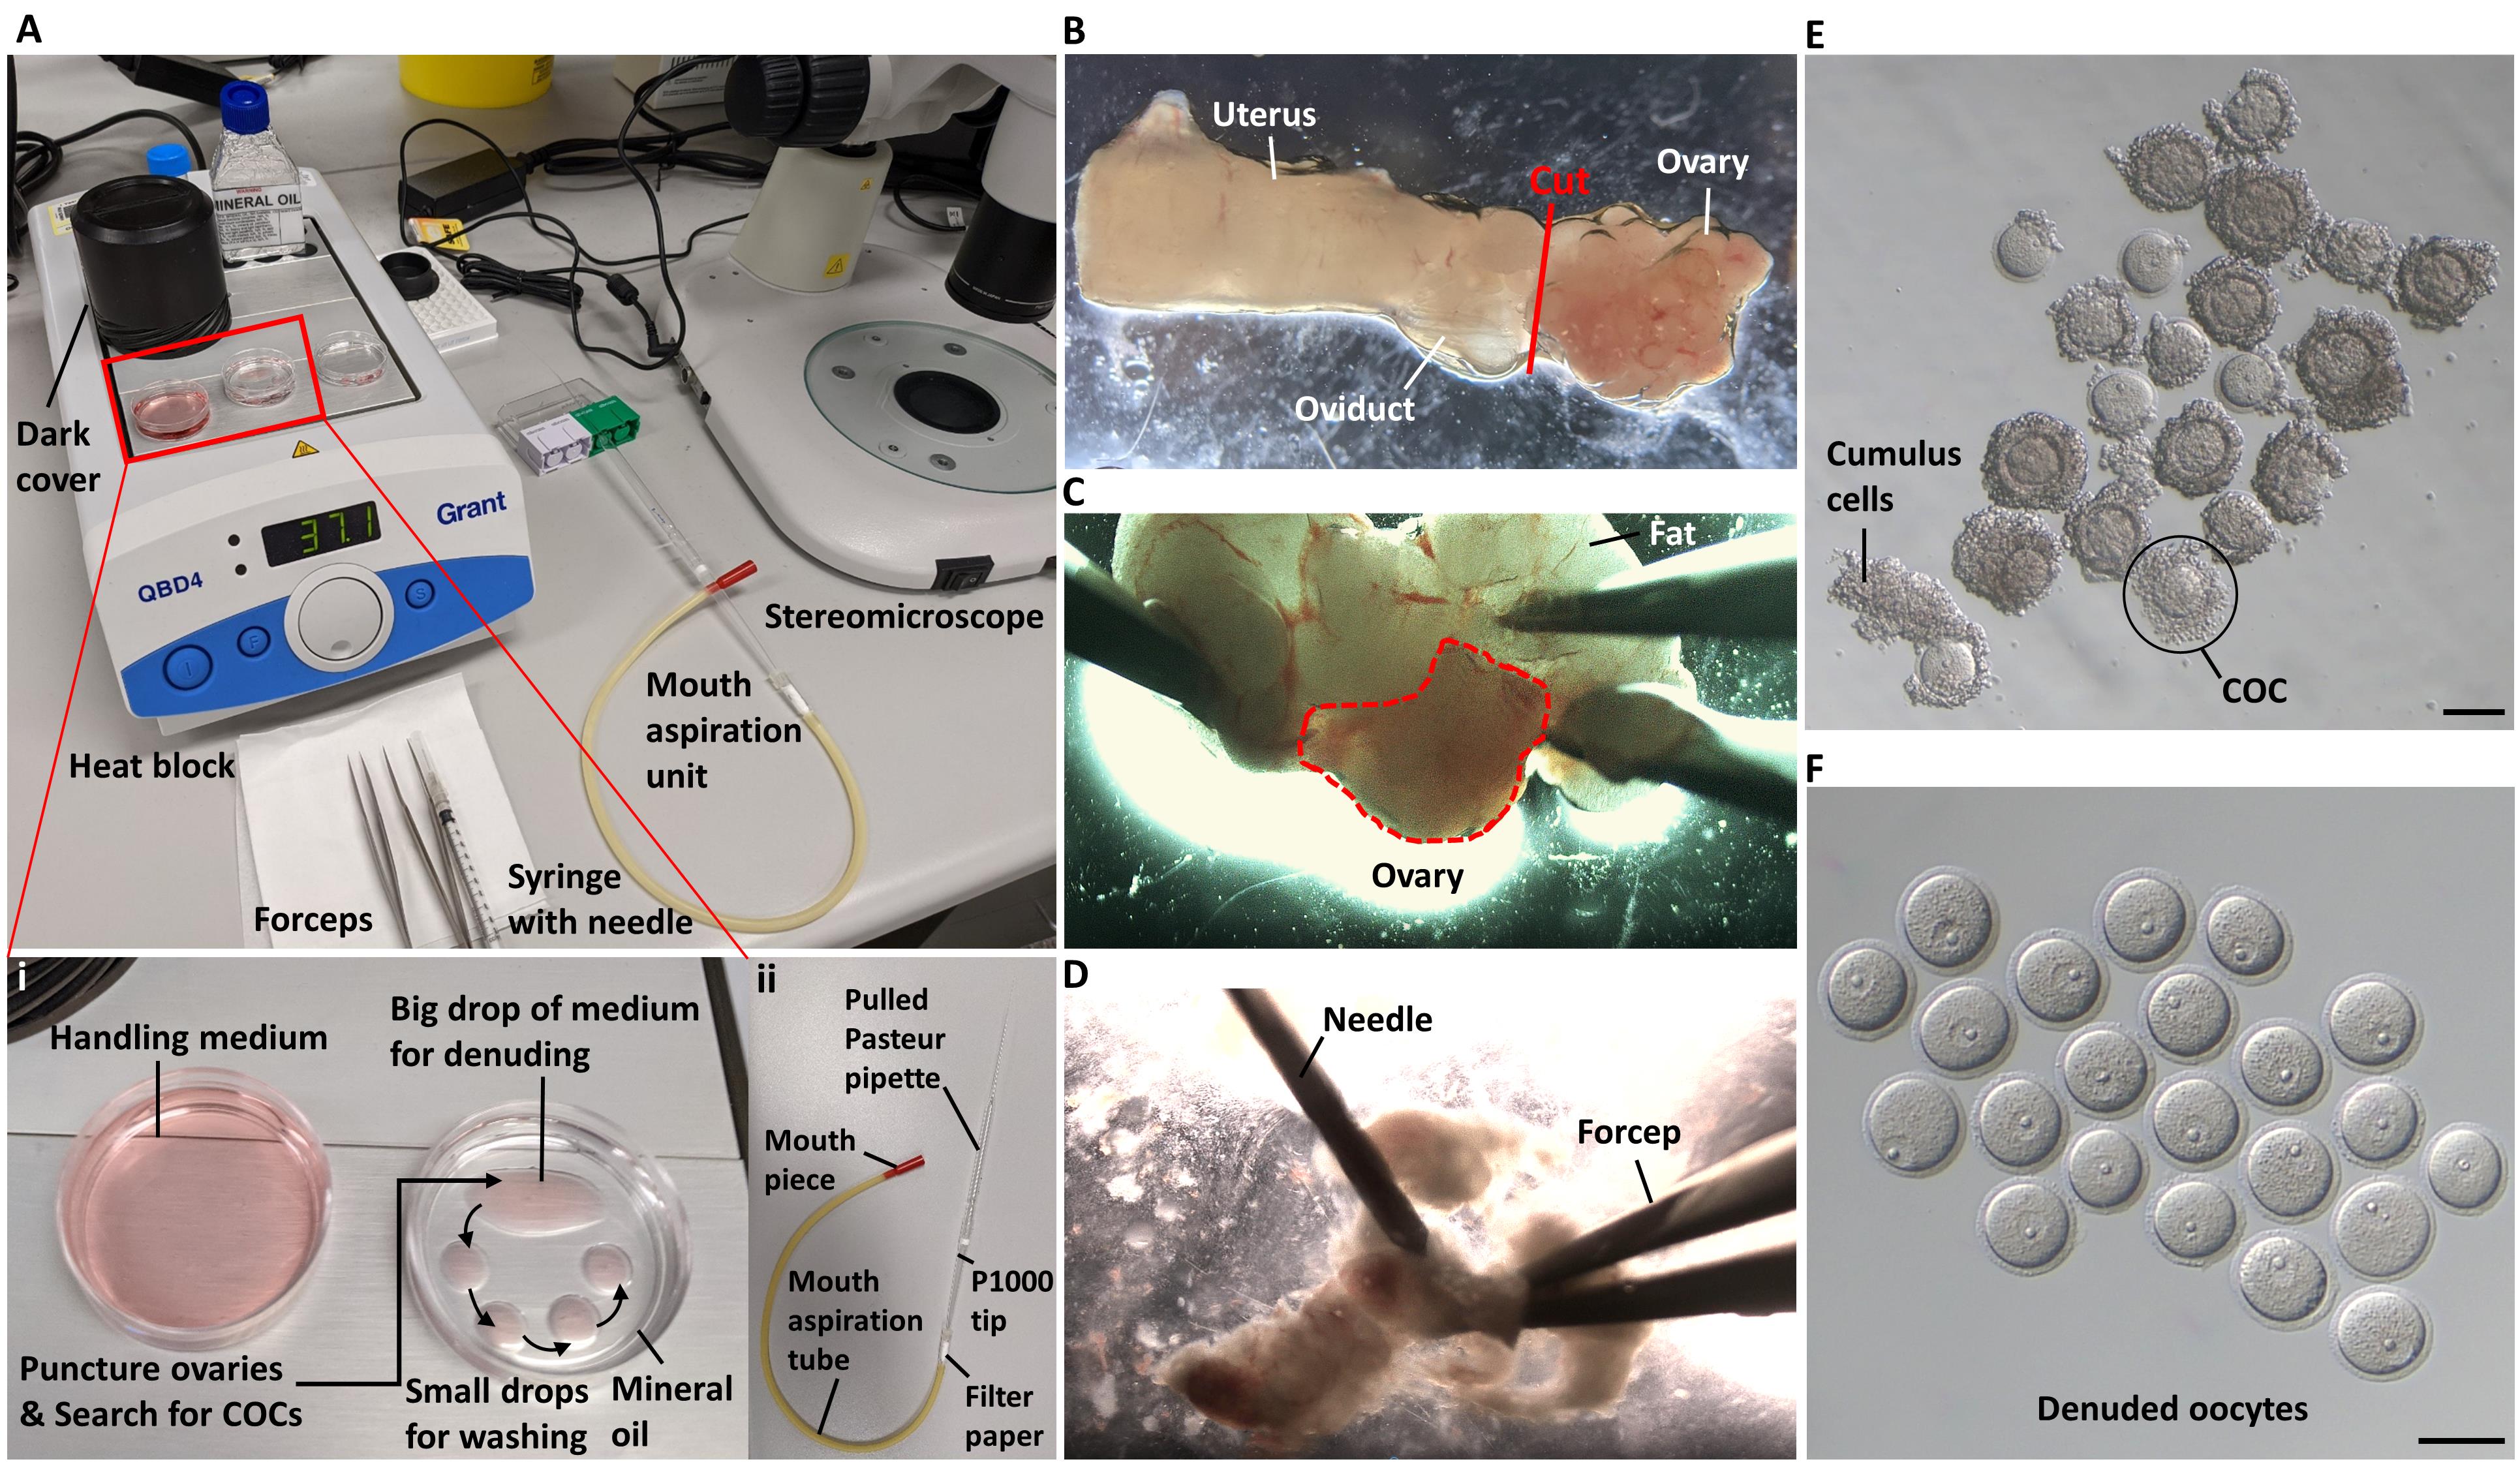 A
WARNING
MINERAL OIL
Dark
cover
37.1
Grant
QBD4
I
F
S
Stereomicroscope
Mouth
aspiration
unit
Heat block
Forceps
Syringe
with needle
i
Handling medium
Big drop of medium
for denuding
Puncture ovaries
& Search for COCs
Small drops
for washing
Mineral
oil
ii
Pulled
Pasteur
pipette
Mouth
piece
Mouth
aspiration
tube
P1000
tip
Filter
paper
B
Uterus
Cut
Ovary
Oviduct
C
Fat
Ovary
D
Needle
Forcep
E
Cumulus
cells
COC
F
Denuded oocytes